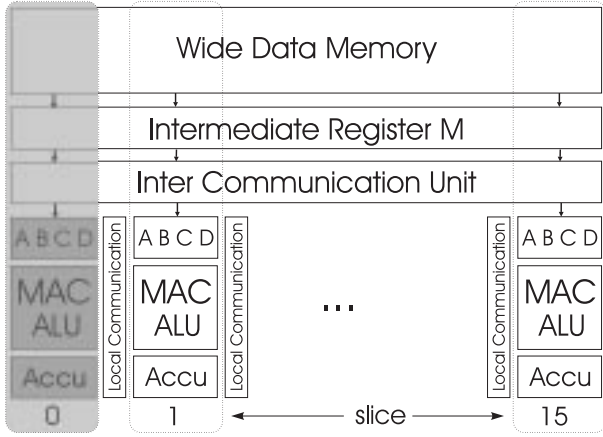 Wide Data Memory
Intermediate Register M
Inter Communication Unit
A B C D
Local Communication
A B C D
Local Communication
Local Communication
A B C D
MAC
ALU
MAC
ALU
...
MAC
ALU
Accu
Accu
Accu
0
1
slice
15